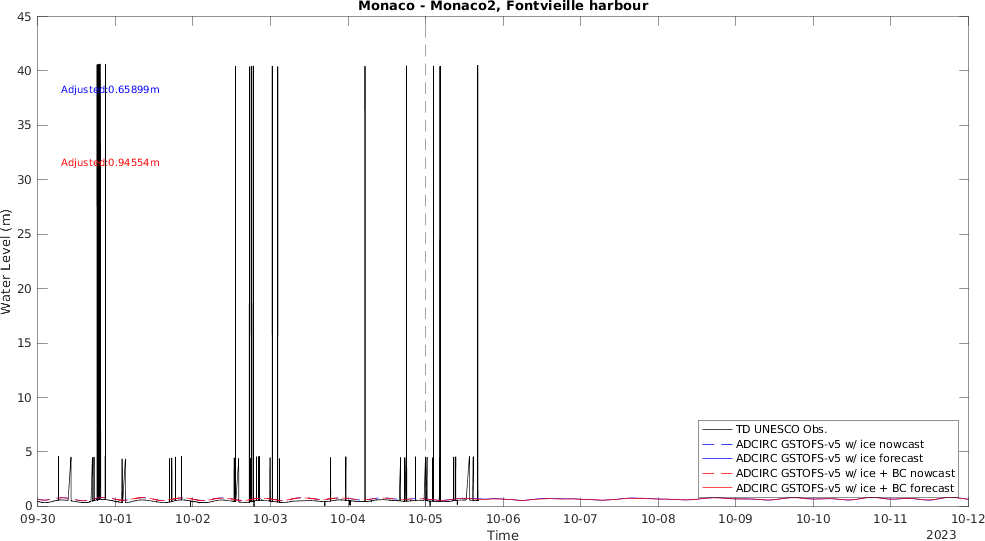 Monaco - Monaco2, Fontvieille harbour
Water Level (m)
45
40
35
30
25
20
15
10
5
0
Adjusted:0.65899m
Adjusted:0.94554m
TD UNESCO Obs.
ADCIRC GSTOFS-v5 w/ ice nowcast
ADCIRC GSTOFS-v5 w/ ice forecast
ADCIRC GSTOFS-v5 w/ ice + BC nowcast
ADCIRC GSTOFS-v5 w/ ice + BC forecast
09-30 10-01 10-02 10-03 10-04 10-05 10-06 10-07 10-08 10-09 10-10 10-11 10-12
Time
2023